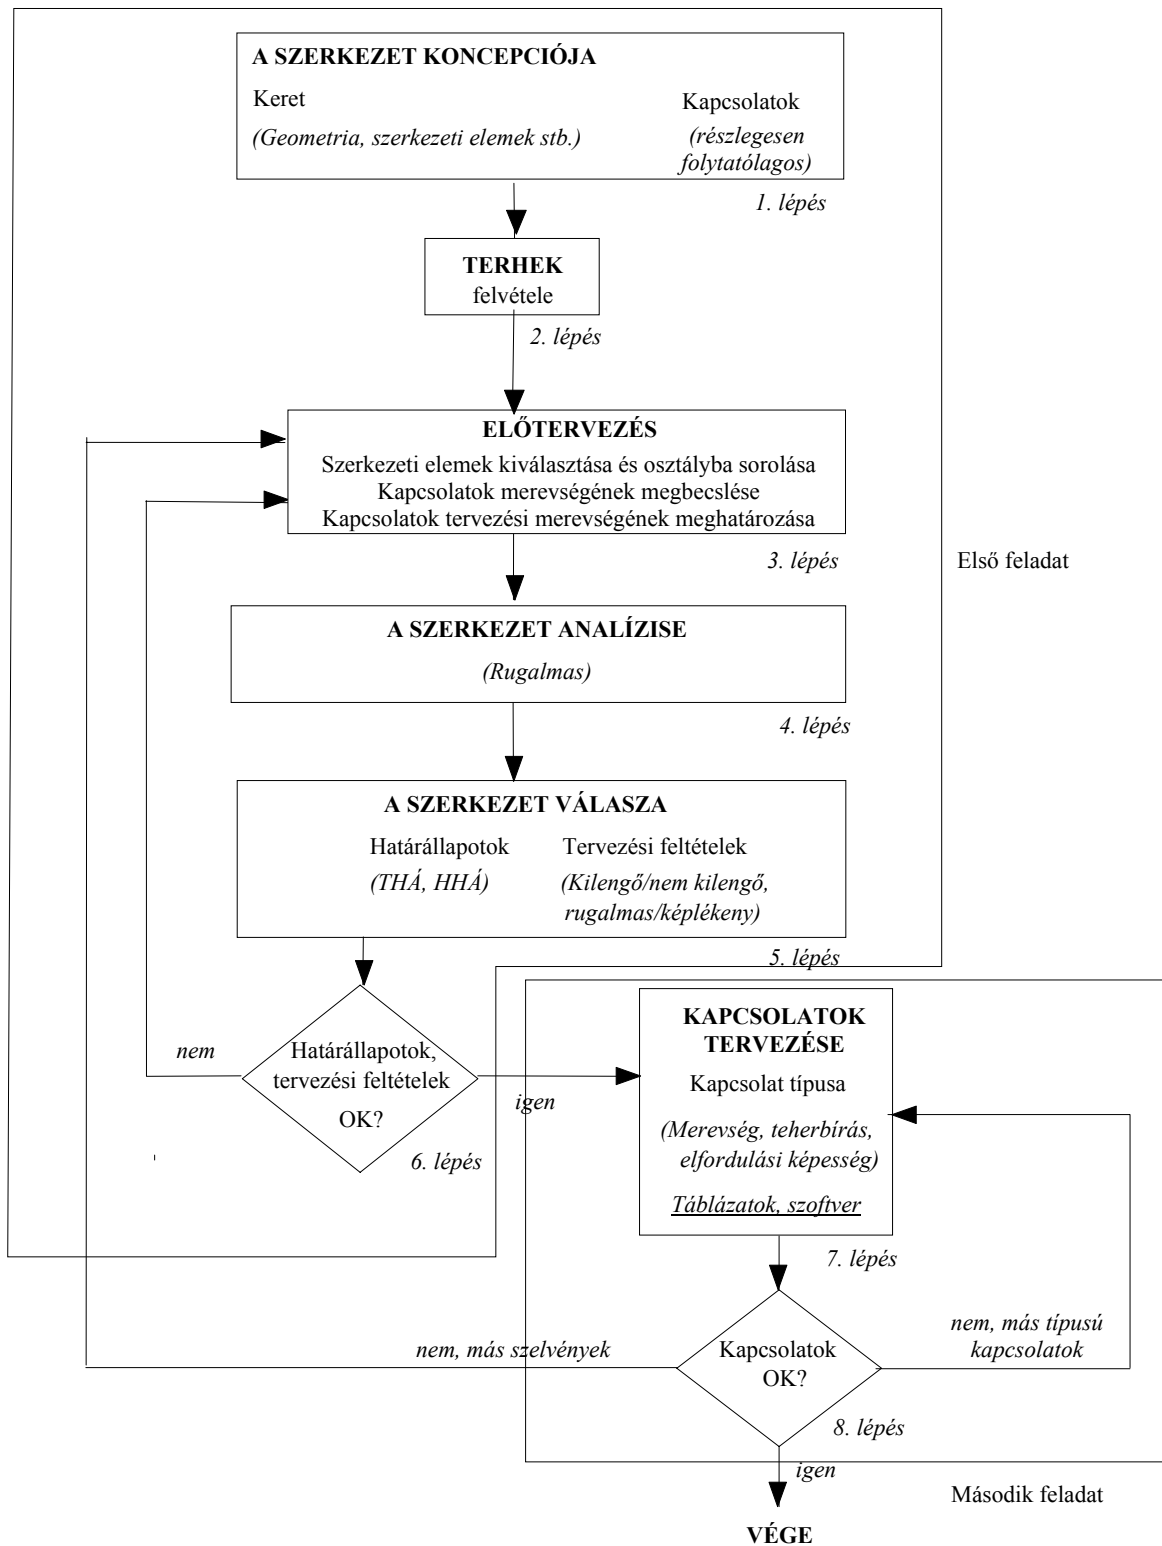 A SZERKEZET KONCEPCIÓJA
Keret
(Geometria, szerkezeti elemek stb.)
Kapcsolatok
(részlegesen
folytatólagos)
1. lépés
TERHEK
felvétele
2. lépés
ELŐTERVEZÉS
Szerkezeti elemek kiválasztása és osztályba sorolása
Kapcsolatok merevségének megbecslése
Kapcsolatok tervezési merevségének meghatározása
3. lépés
Első feladat
A SZERKEZET ANALÍZISE
(Rugalmas)
4. lépés
A SZERKEZET VÁLASZA
Határállapotok
(THÁ, HHÁ)
Tervezési feltételek
(Kilengő/nem kilengő,
rugalmas/képlékeny)
5. lépés
nem
Határállapotok,
tervezési feltételek
OK?
igen
6. lépés
KAPCSOLATOK
TERVEZÉSE
Kapcsolat típusa
(Merevség, teherbírás,
elfordulási képesség)
Táblázatok, szoftver
7. lépés
nem, más szelvények
Kapcsolatok
OK?
nem, más típusú
kapcsolatok
8. lépés
igen
Második feladat
VÉGE